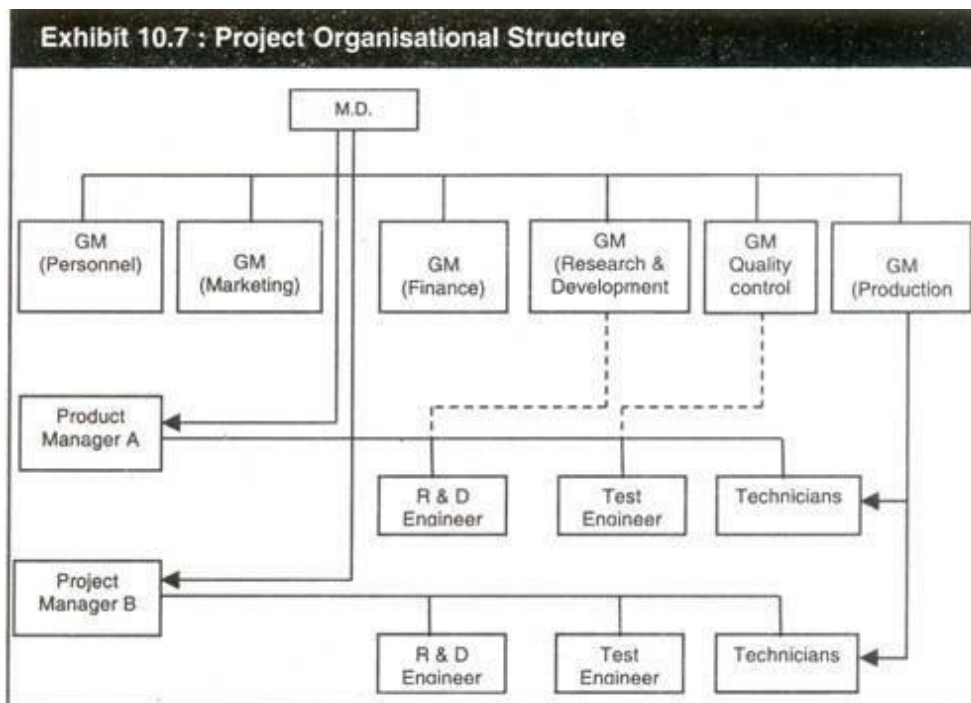 Exhibit 10.7 : Project Organisational Structure
M.D.
GM
(Personnel)
GM
(Marketing)
GM
(Finance)
GM
(Research &
Development
GM
Quality
control
GM
(Production
Product
Manager A
R & D
Engineer
Test
Engineer
Technicians
Project
Manager B
R & D
Engineer
Test
Engineer
Technicians